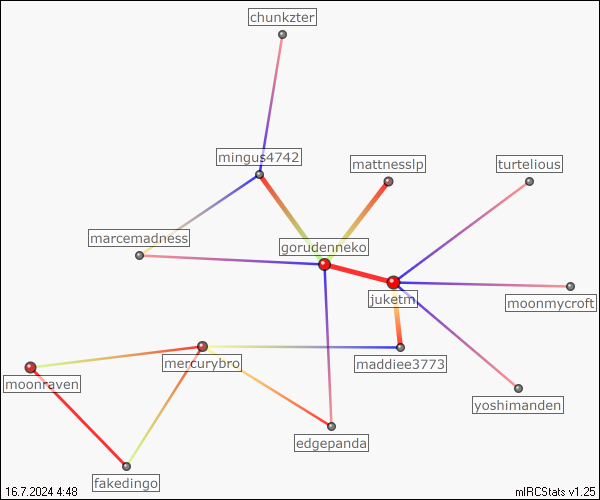 chunkzter
mingus4742
mattnesslp
turtelious
marcemadness
gorudenneko
juketm
moonmycroft
mercurybro
maddiee3773
moonraven
yoshimanden
edgepanda
fakedingo
16.7.2024 4:48
mIRCStats v1.25